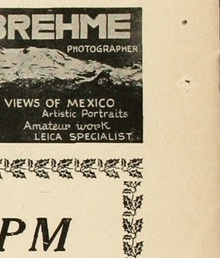 BREHME
PHOTOGRAPHER
VIEWS OF MEXICO
Artistic Portraits
Amateur work
LEICA SPECIALIST
PM